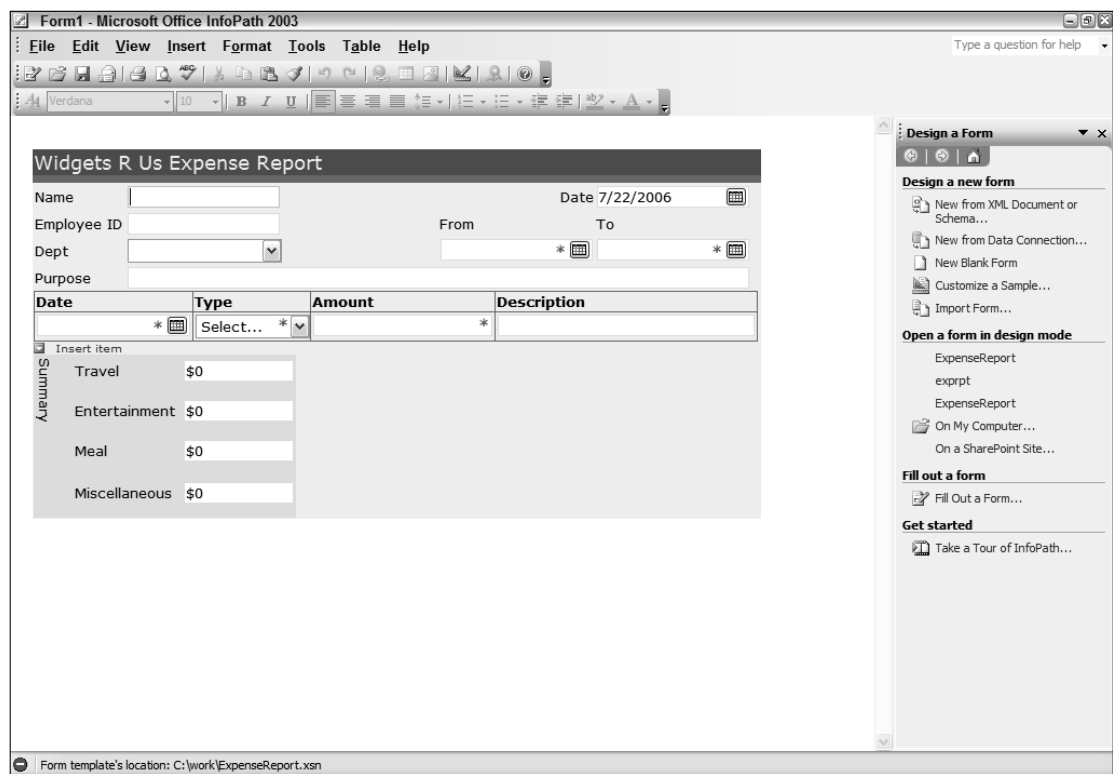 Form1 - Microsoft Office InfoPath 2003
File Edit View Insert Format Tools Table Help
Type a question for help
Verdana 10 B I U
Widgets R Us Expense Report
Name
Date 7/22/2006
Employee ID
From To
Dept
* *
Purpose
Date Type Amount Description
* Select... * *
Insert item
Summary
Travel $0
Entertainment $0
Meal $0
Miscellaneous $0
Design a Form
Design a new form
New from XML Document or
Schema...
New from Data Connection...
New Blank Form
Customize a Sample...
Import Form...
Open a form in design mode
ExpenseReport
exprpt
ExpenseReport
On My Computer...
On a SharePoint Site...
Fill out a form
Fill Out a Form...
Get started
Take a Tour of InfoPath...
Form template's location: C:\work\ExpenseReport.xsn